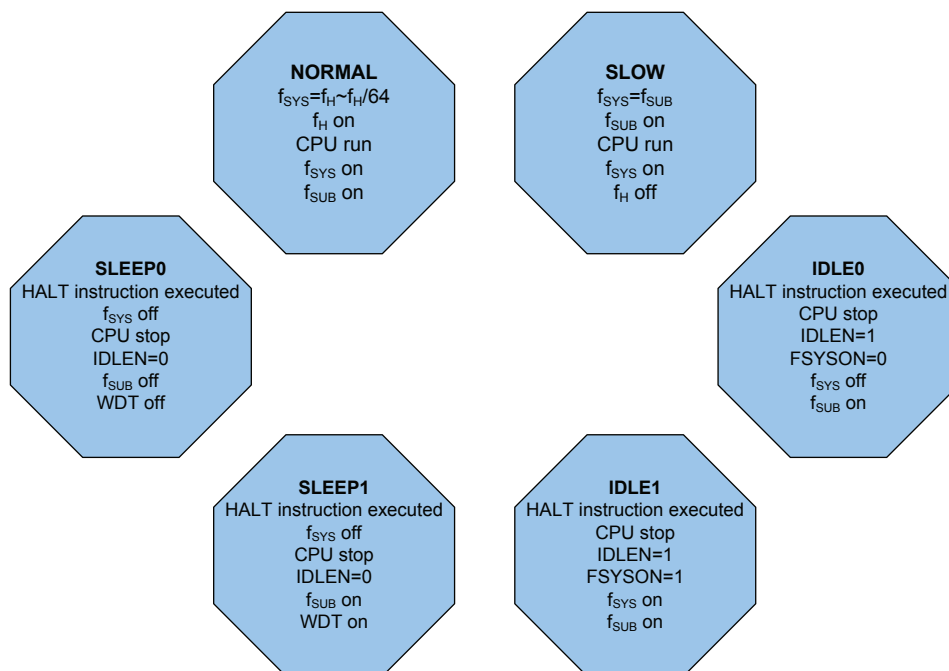 NORMAL
fSYS=fH~fH/64
fH on
CPU run
fSYS on
fSUB on
SLOW
fSYS=fSUB
fSUB on
CPU run
fSYS on
fH off
SLEEP0
HALT instruction executed
fSYS off
CPU stop
IDLEN=0
fSUB off
WDT off
IDLE0
HALT instruction executed
CPU stop
IDLEN=1
FSYSON=0
fSYS off
fSUB on
SLEEP1
HALT instruction executed
fSYS off
CPU stop
IDLEN=0
fSUB on
WDT on
IDLE1
HALT instruction executed
CPU stop
IDLEN=1
FSYSON=1
fSYS on
fSUB on